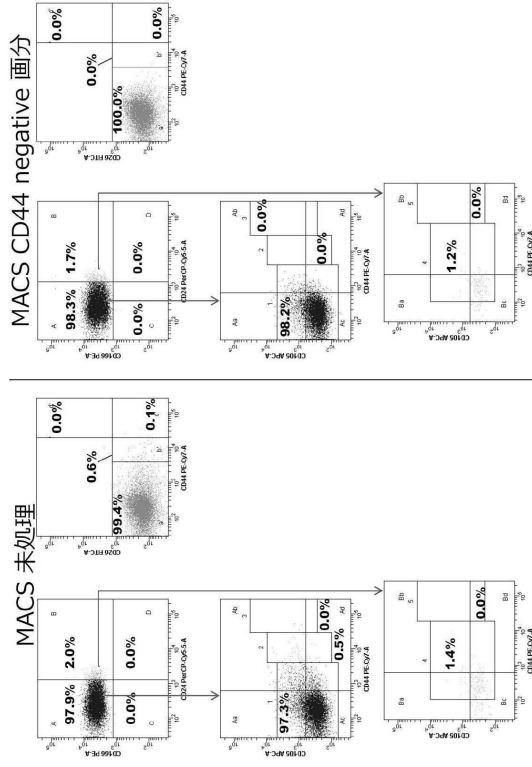 MACS 未処理
97.9%
2.0%
0.0%
0.0%
A
B
C
D
CD166 PE-A
CD24 PerCP-Cy5-5-A
0.0%
0.6%
99.4%
0.1%
CD26 FITC-A
CD44 PE-Cy7-A
97.3%
0.0%
0.5%
Aa
Ab
Ac
Ad
1
2
3
CD105 APC-A
CD44 PE-Cy7-A
1.4%
0.0%
Ba
Bb
Bc
Bd
4
5
CD105 APC-A
CD44 PE-Cy7-A
MACS CD44 negative 画分
98.3%
1.7%
0.0%
0.0%
A
B
C
D
CD166 PE-A
CD24 PerCP-Cy5-5-A
0.0%
0.0%
0.0%
100.0%
0.0%
CD26 FITC-A
CD44 PE-Cy7-A
98.2%
0.0%
0.0%
Aa
Ab
Ac
Ad
1
2
3
CD105 APC-A
CD44 PE-Cy7-A
1.2%
0.0%
Ba
Bb
Bc
Bd
4
5
CD105 APC-A
CD44 PE-Cy7-A